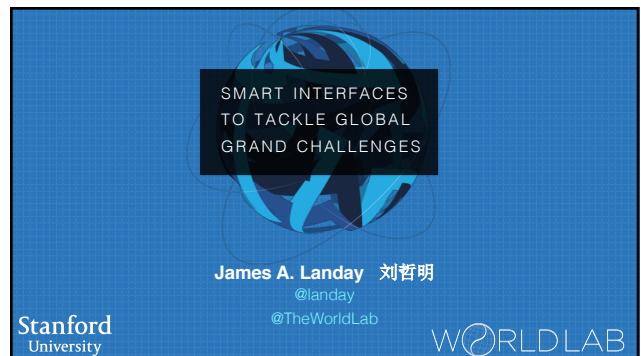 SMART INTERFACES
TO TACKLE GLOBAL
GRAND CHALLENGES
James A. Landay 刘哲明
@landay
@TheWorldLab
Stanford
University
WORLDLAB